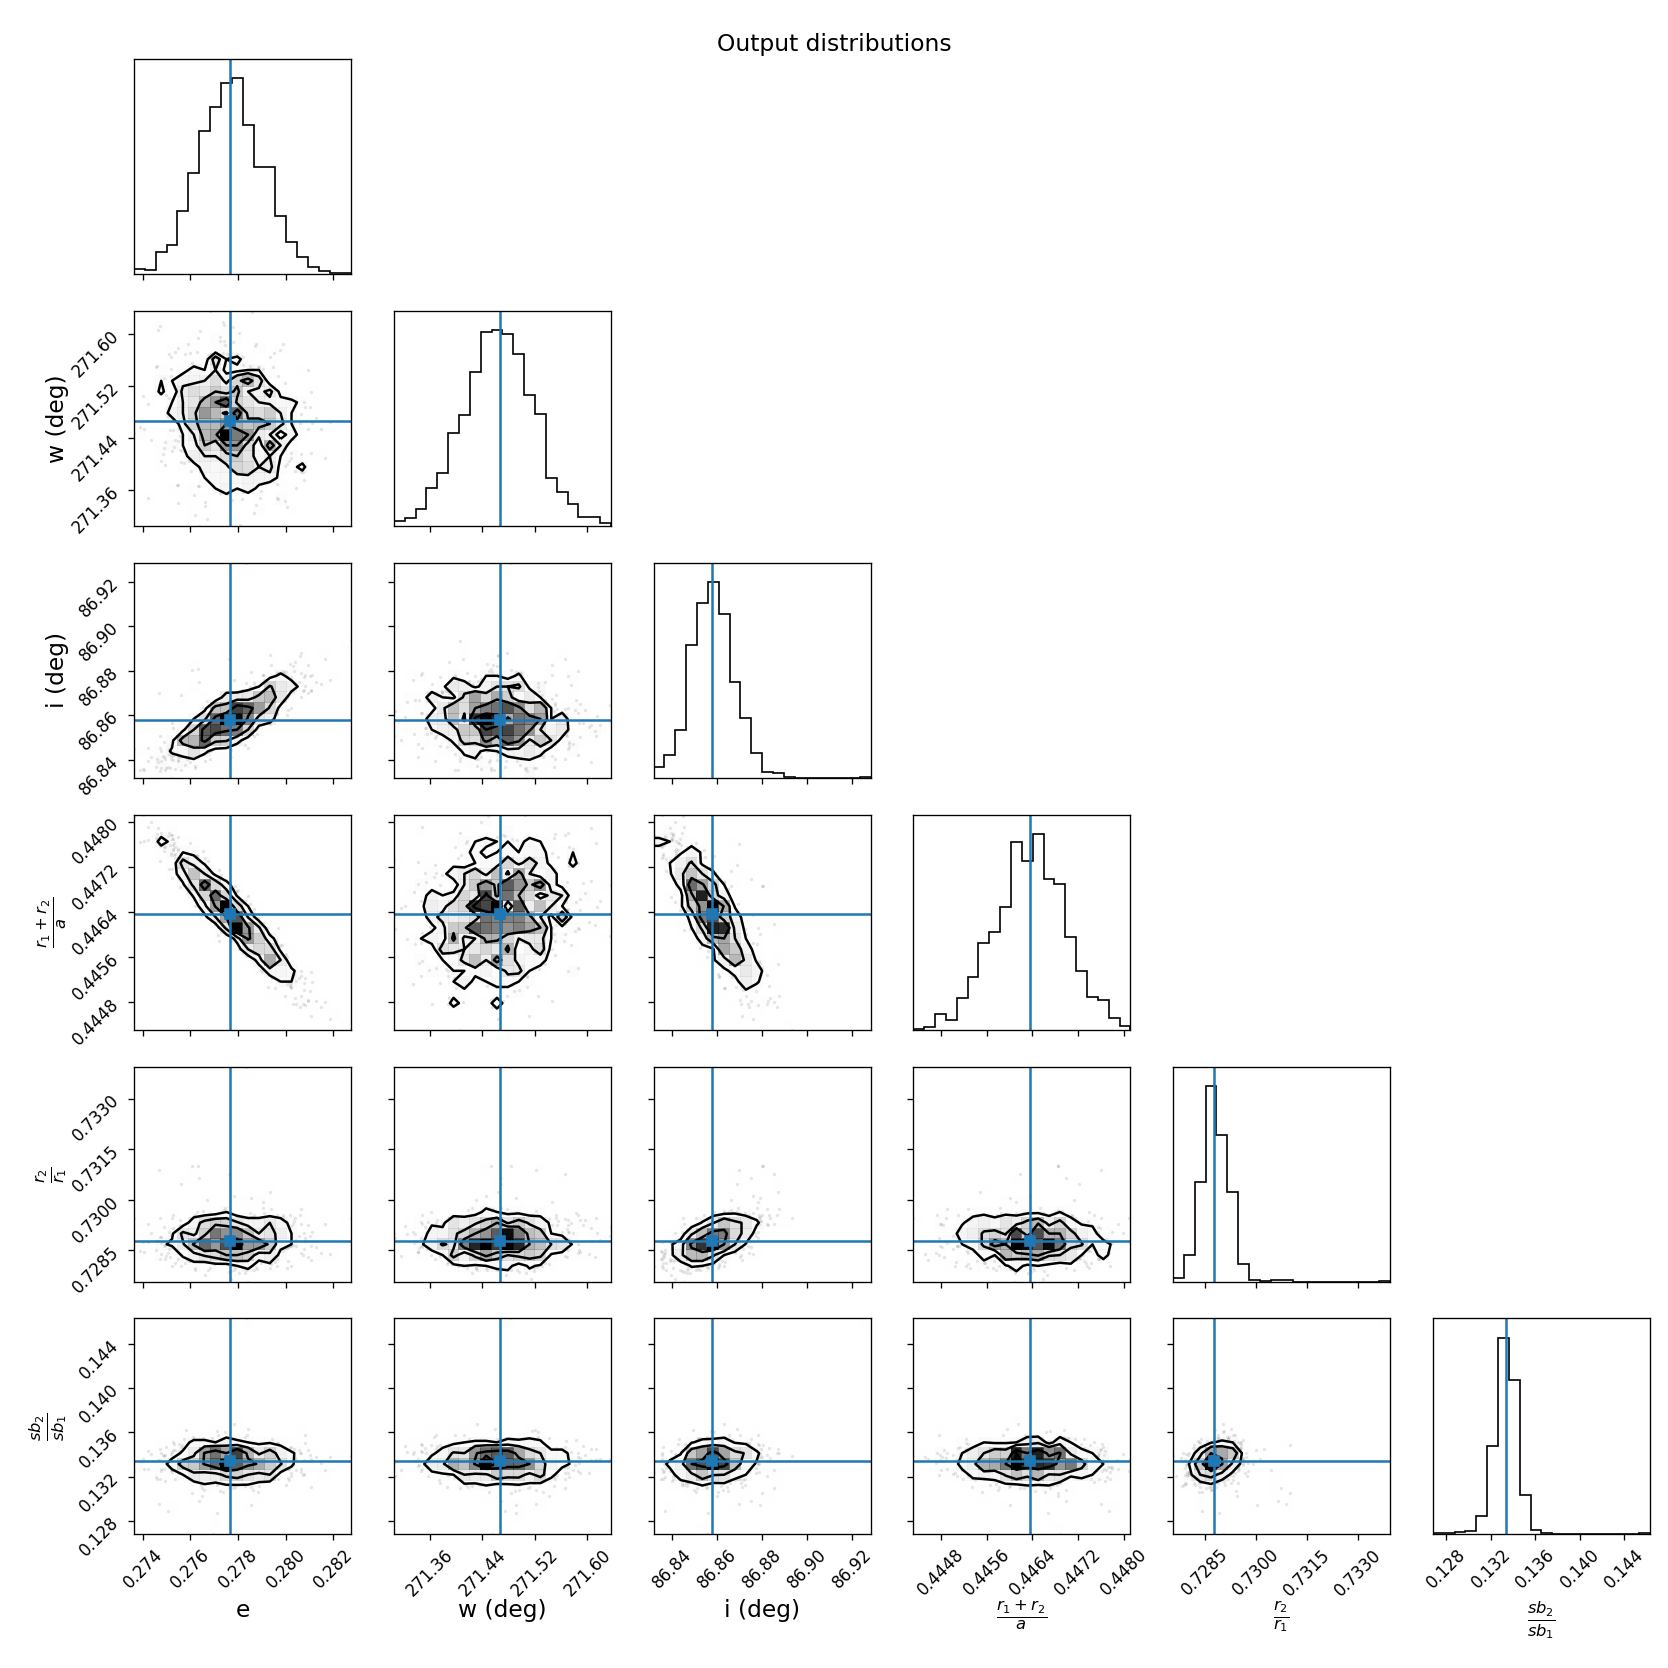 Output distributions
w (deg)
271.60
271.52
271.44
271.36
i (deg)
86.92
86.90
86.88
86.86
86.84
r₁ + r₂
a
0.4480
0.4472
0.4464
0.4456
0.4448
r₂
r₁
0.7330
0.7315
0.7300
0.7285
sb₂
sb₁
0.144
0.140
0.136
0.132
0.128
0.274 0.276 0.278 0.280 0.282 271.36 271.44 271.52 271.60 86.84 86.86 86.88 86.90 86.92 0.4448 0.4456 0.4464 0.4472 0.4480 0.7285 0.7300 0.7315 0.7330 0.128 0.132 0.136 0.140 0.144
e w (deg) i (deg)
r₁ + r₂
a
r₂
r₁
sb₂
sb₁